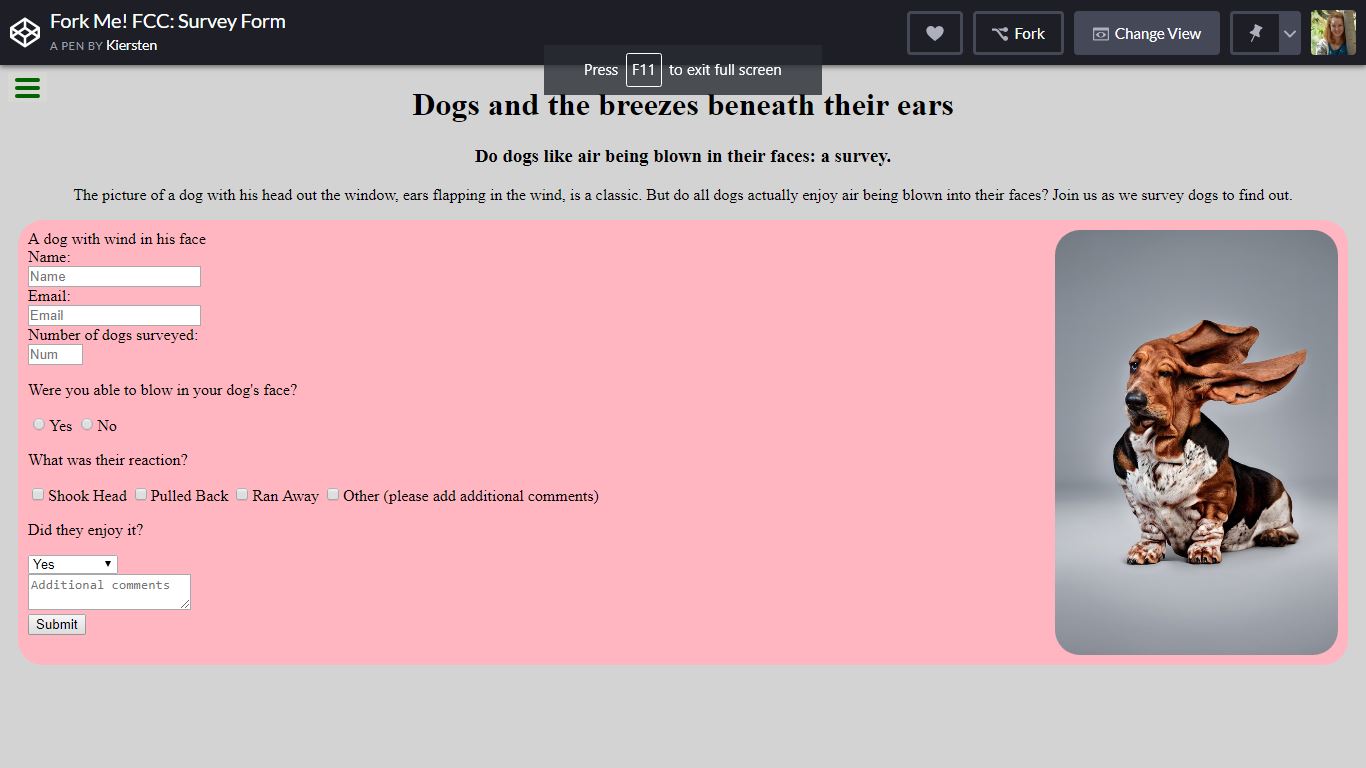 Fork Me! FCC: Survey Form
A PEN BY Kiersten
Fork
Change View
Press F11 to exit full screen
Dogs and the breezes beneath their ears
Do dogs like air being blown in their faces: a survey.
The picture of a dog with his head out the window, ears flapping in the wind, is a classic. But do all dogs actually enjoy air being blown into their faces? Join us as we survey dogs to find out.
A dog with wind in his face
Name:
Name
Email:
Email
Number of dogs surveyed:
Num
Were you able to blow in your dog's face?
Yes No
What was their reaction?
Shook Head Pulled Back Ran Away Other (please add additional comments)
Did they enjoy it?
Yes
Additional comments
Submit